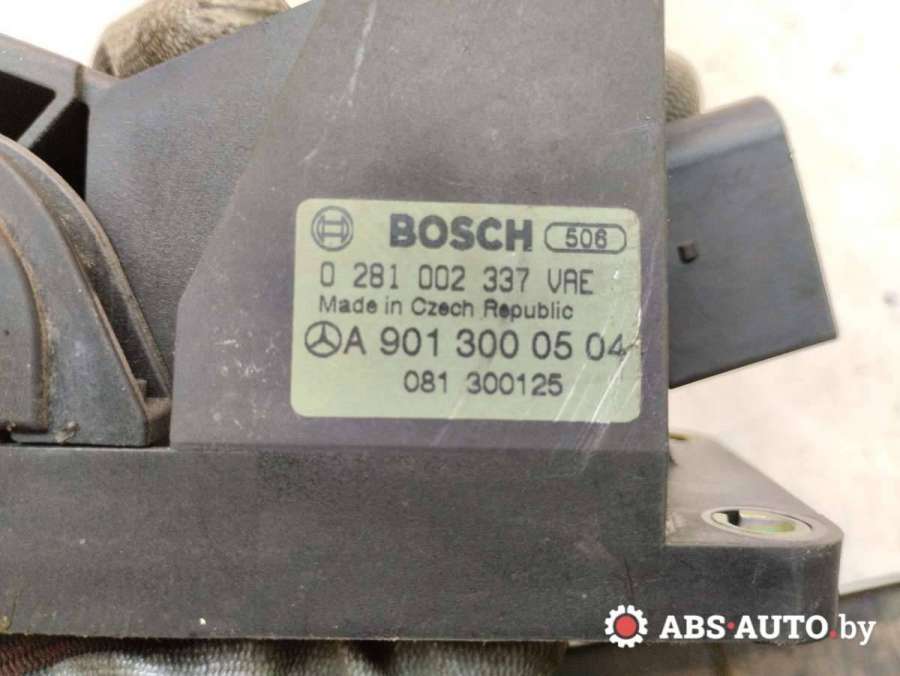 BOSCH 506
0 281 002 337 VAE
Made in Czech Republic
A 901 300 05 04
081 300125
ABS-AUTO.by